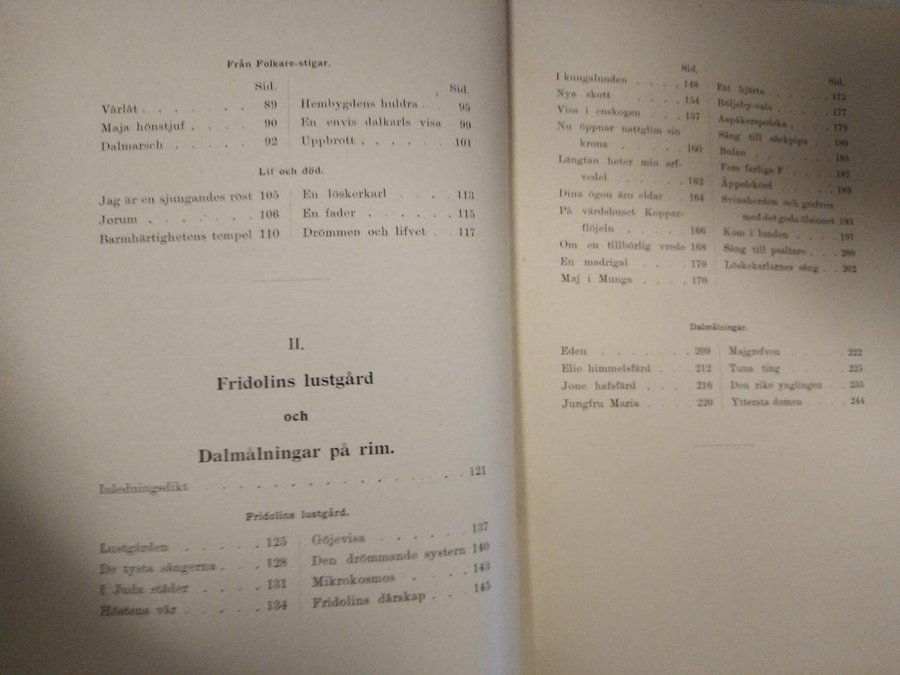 Från Folkare-stigar.
Sid.
Vårlåt . . . . . . . 89
Maja hönstjuf . . . . 90
Dalmarsch . . . . . 92
Sid.
Hembygdens huldra . . 95
En envis dalkarls visa 99
Uppbrott . . . . . . 101
Lif och död.
Jag är en sjungandes röst 105
Jorum . . . . . . . 106
Barmhärtighetens tempel 110
En löskerkarl . . . . 113
En fader . . . . . 115
Drömmen och lifvet . . 117
II.
Fridolins lustgård
och
Dalmålningar på rim.
Inledningsdikt . . . . . . . . . . . . 121
Fridolins lustgård.
Lustgården . . . . . 125
De tysta sångerna . . 128
I Juda städer . . . . 131
Höstens vår . . . . . 134
Göjevisa . . . . . . 137
Den drömmande systern 140
Mikrokosmos . . . . 143
Fridolins dårskap . . . 145
Sid.
I kungalunden . . . . 148
Nya skott . . . . . 154
Visa i enskogen . . . 157
Nu öppnar nattglim sin
krona . . . . . . 160
Längtan heter min arf-
vedel . . . . . . 162
Dina ögon äro eldar . . 164
På värdshuset Koppar-
flöjeln . . . . . 166
Om en tillbörlig vrede 168
En madrigal . . . . 170
Maj i Munga . . . . 170
Sid.
Ett hjärta . . . . . 175
Böljeby-vals . . . . 177
Aspåkerspolska . . . . 179
Sång till säckpipa . . 180
Bulan . . . . . . 185
Fem farliga F . . . . 187
Äppelskörd . . . . . 189
Svinaherden och grefven
med det goda ölsinnet 193
Kom i lunden . . . . 197
Sång till psaltare . . . 200
Löskekarlarnes sång . . 202
Dalmålningar.
Eden . . . . . . . 209
Elie himmelsfärd . . . 212
Jone hafsfärd . . . . 216
Jungfru Maria . . . . 220
Majgrefven . . . . . 222
Tuna ting . . . . . 225
Den rike ynglingen . . 233
Yttersta domen . . . . 244